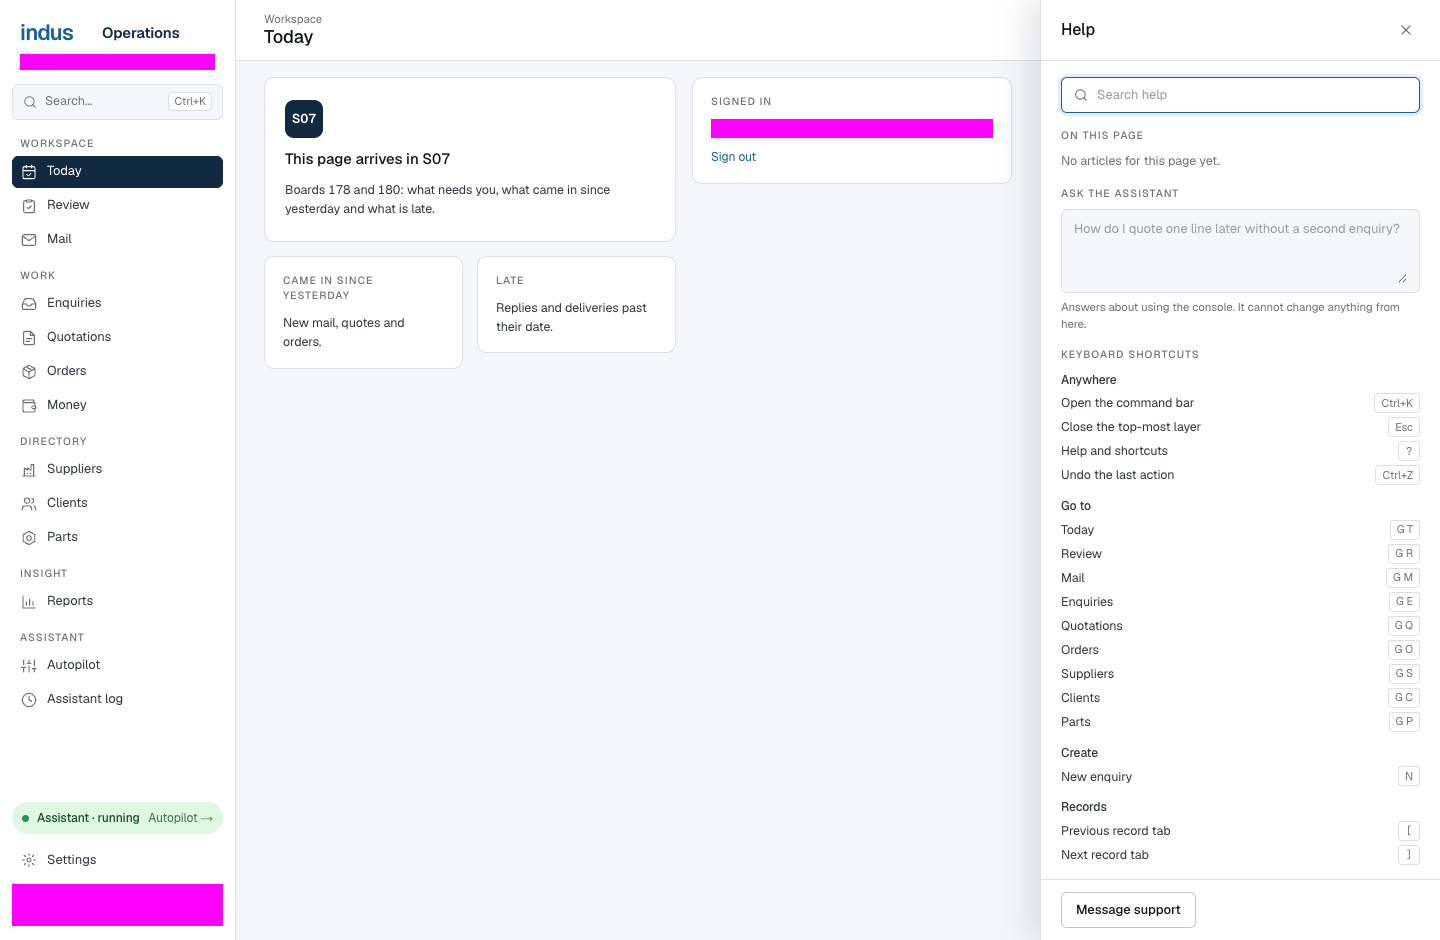 indus
Operations
Search...
Ctrl+K
WORKSPACE
Today
Review
Mail
WORK
Enquiries
Quotations
Orders
Money
DIRECTORY
Suppliers
Clients
Parts
INSIGHT
Reports
ASSISTANT
Autopilot
Assistant log
Assistant · running
Autopilot →
Settings
Workspace
Today
S07
This page arrives in S07
Boards 178 and 180: what needs you, what came in since
yesterday and what is late.
CAME IN SINCE
YESTERDAY
New mail, quotes and
orders.
LATE
Replies and deliveries past
their date.
SIGNED IN
Sign out
Help
Search help
ON THIS PAGE
No articles for this page yet.
ASK THE ASSISTANT
How do I quote one line later without a second enquiry?
Answers about using the console. It cannot change anything from
here.
KEYBOARD SHORTCUTS
Anywhere
Open the command bar Ctrl+K
Close the top-most layer Esc
Help and shortcuts ?
Undo the last action Ctrl+Z
Go to
Today G T
Review G R
Mail G M
Enquiries G E
Quotations G Q
Orders G O
Suppliers G S
Clients G C
Parts G P
Create
New enquiry N
Records
Previous record tab [
Next record tab ]
Message support